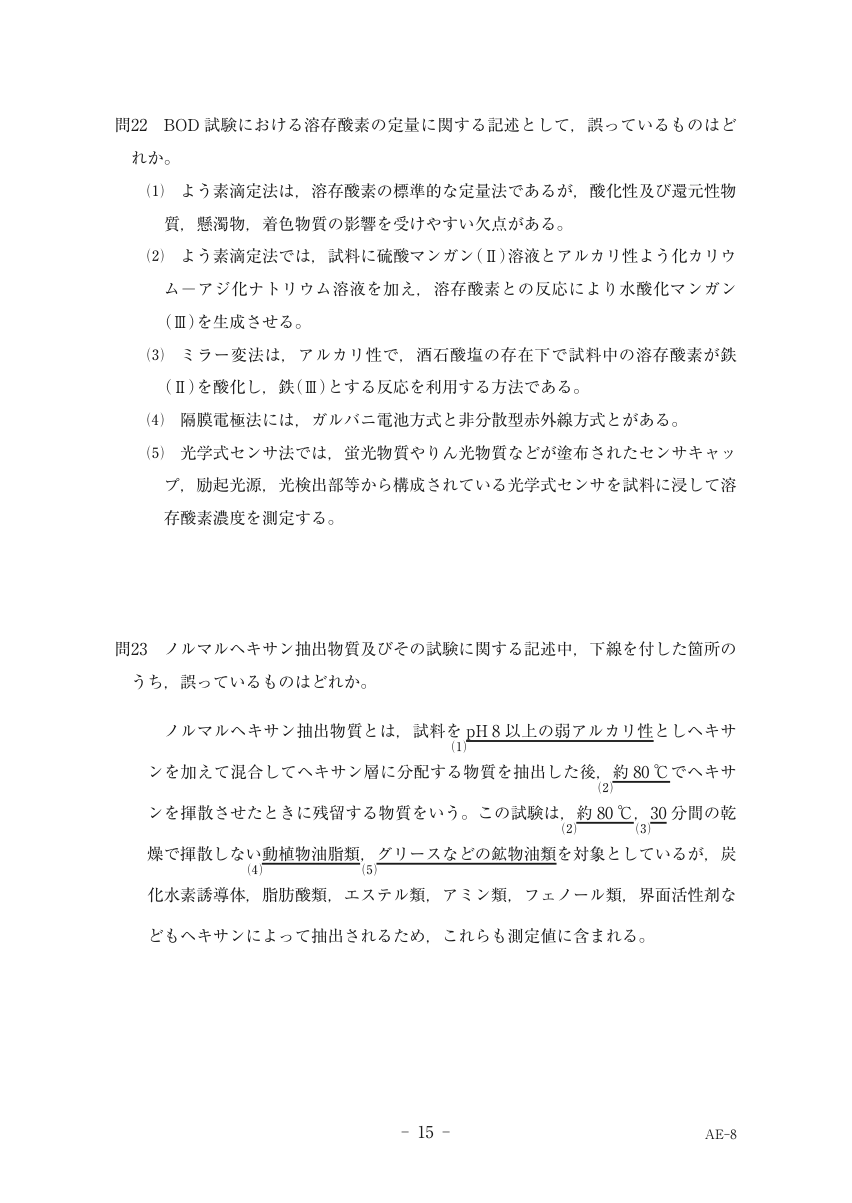 問22　BOD 試験における溶存酸素の定量に関する記述として，誤っているものはど
れか。
⑴　よう素滴定法は，溶存酸素の標準的な定量法であるが，酸化性及び還元性物
質，懸濁物，着色物質の影響を受けやすい欠点がある。
⑵　よう素滴定法では，試料に硫酸マンガン(Ⅱ)溶液とアルカリ性よう化カリウ
ム－アジ化ナトリウム溶液を加え，溶存酸素との反応により水酸化マンガン
(Ⅲ)を生成させる。
⑶　ミラー変法は，アルカリ性で，酒石酸塩の存在下で試料中の溶存酸素が鉄
(Ⅱ)を酸化し，鉄(Ⅲ)とする反応を利用する方法である。
⑷　隔膜電極法には，ガルバニ電池方式と非分散型赤外線方式とがある。
⑸　光学式センサ法では，蛍光物質やりん光物質などが塗布されたセンサキャッ
プ，励起光源，光検出部等から構成されている光学式センサを試料に浸して溶
存酸素濃度を測定する。
問23　ノルマルヘキサン抽出物質及びその試験に関する記述中，下線を付した箇所の
うち，誤っているものはどれか。
ノルマルヘキサン抽出物質とは，試料を pH 8 以上の弱アルカリ性としヘキサ
⑴
ンを加えて混合してヘキサン層に分配する物質を抽出した後，約 80 ℃でヘキサ
⑵
ンを揮散させたときに残留する物質をいう。この試験は，約 80 ℃，30 分間の乾
⑵ ⑶
燥で揮散しない動植物油脂類，グリースなどの鉱物油類を対象としているが，炭
⑷ ⑸
化水素誘導体，脂肪酸類，エステル類，アミン類，フェノール類，界面活性剤な
どもヘキサンによって抽出されるため，これらも測定値に含まれる。
－ 15 －
AE-8